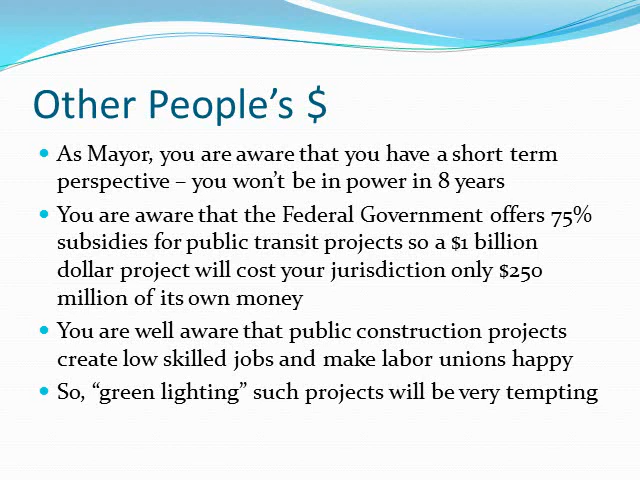 Other People’s $
As Mayor, you are aware that you have a short term
perspective – you won’t be in power in 8 years
You are aware that the Federal Government offers 75%
subsidies for public transit projects so a $1 billion
dollar project will cost your jurisdiction only $250
million of its own money
You are well aware that public construction projects
create low skilled jobs and make labor unions happy
So, “green lighting” such projects will be very tempting